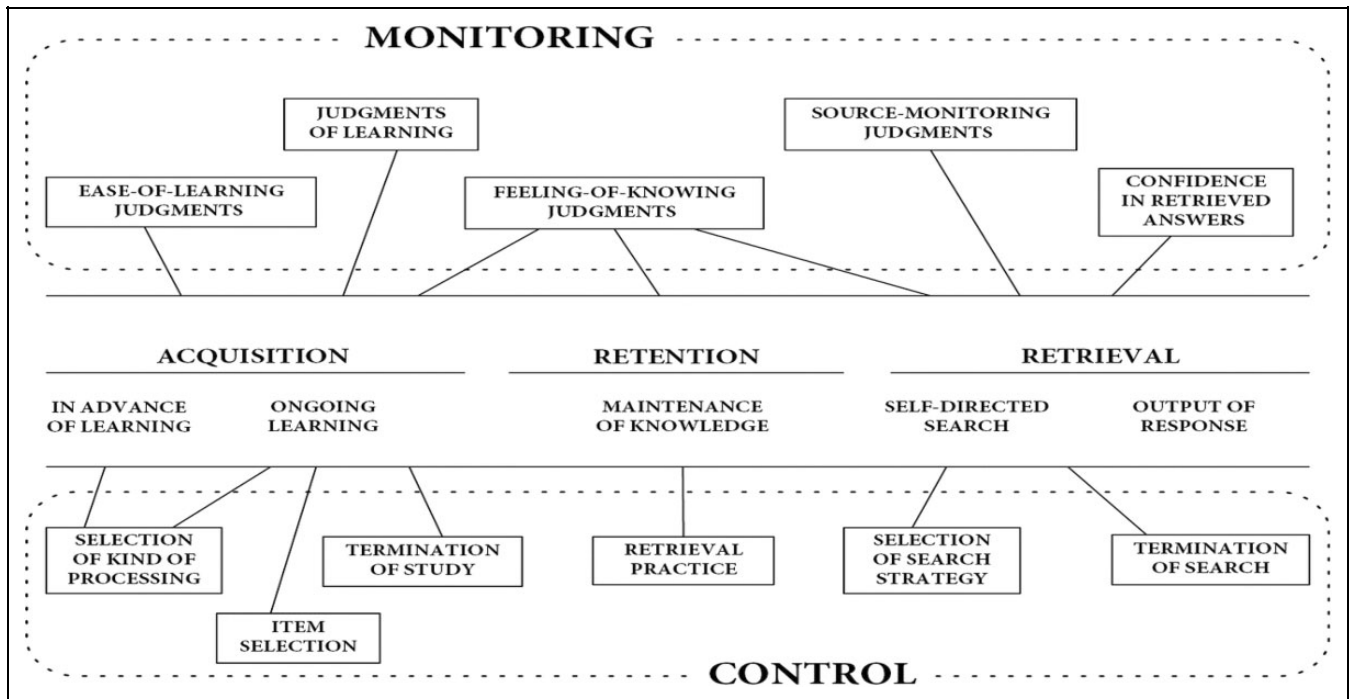 MONITORING
JUDGMENTS
OF LEARNING
SOURCE-MONITORING
JUDGMENTS
EASE-OF-LEARNING
JUDGMENTS
FEELING-OF-KNOWING
JUDGMENTS
CONFIDENCE
IN RETRIEVED
ANSWERS
ACQUISITION
RETENTION
RETRIEVAL
IN ADVANCE
OF LEARNING
ONGOING
LEARNING
MAINTENANCE
OF KNOWLEDGE
SELF-DIRECTED
SEARCH
OUTPUT OF
RESPONSE
SELECTION
OF KIND OF
PROCESSING
TERMINATION
OF STUDY
RETRIEVAL
PRACTICE
SELECTION
OF SEARCH
STRATEGY
TERMINATION
OF SEARCH
ITEM
SELECTION
CONTROL